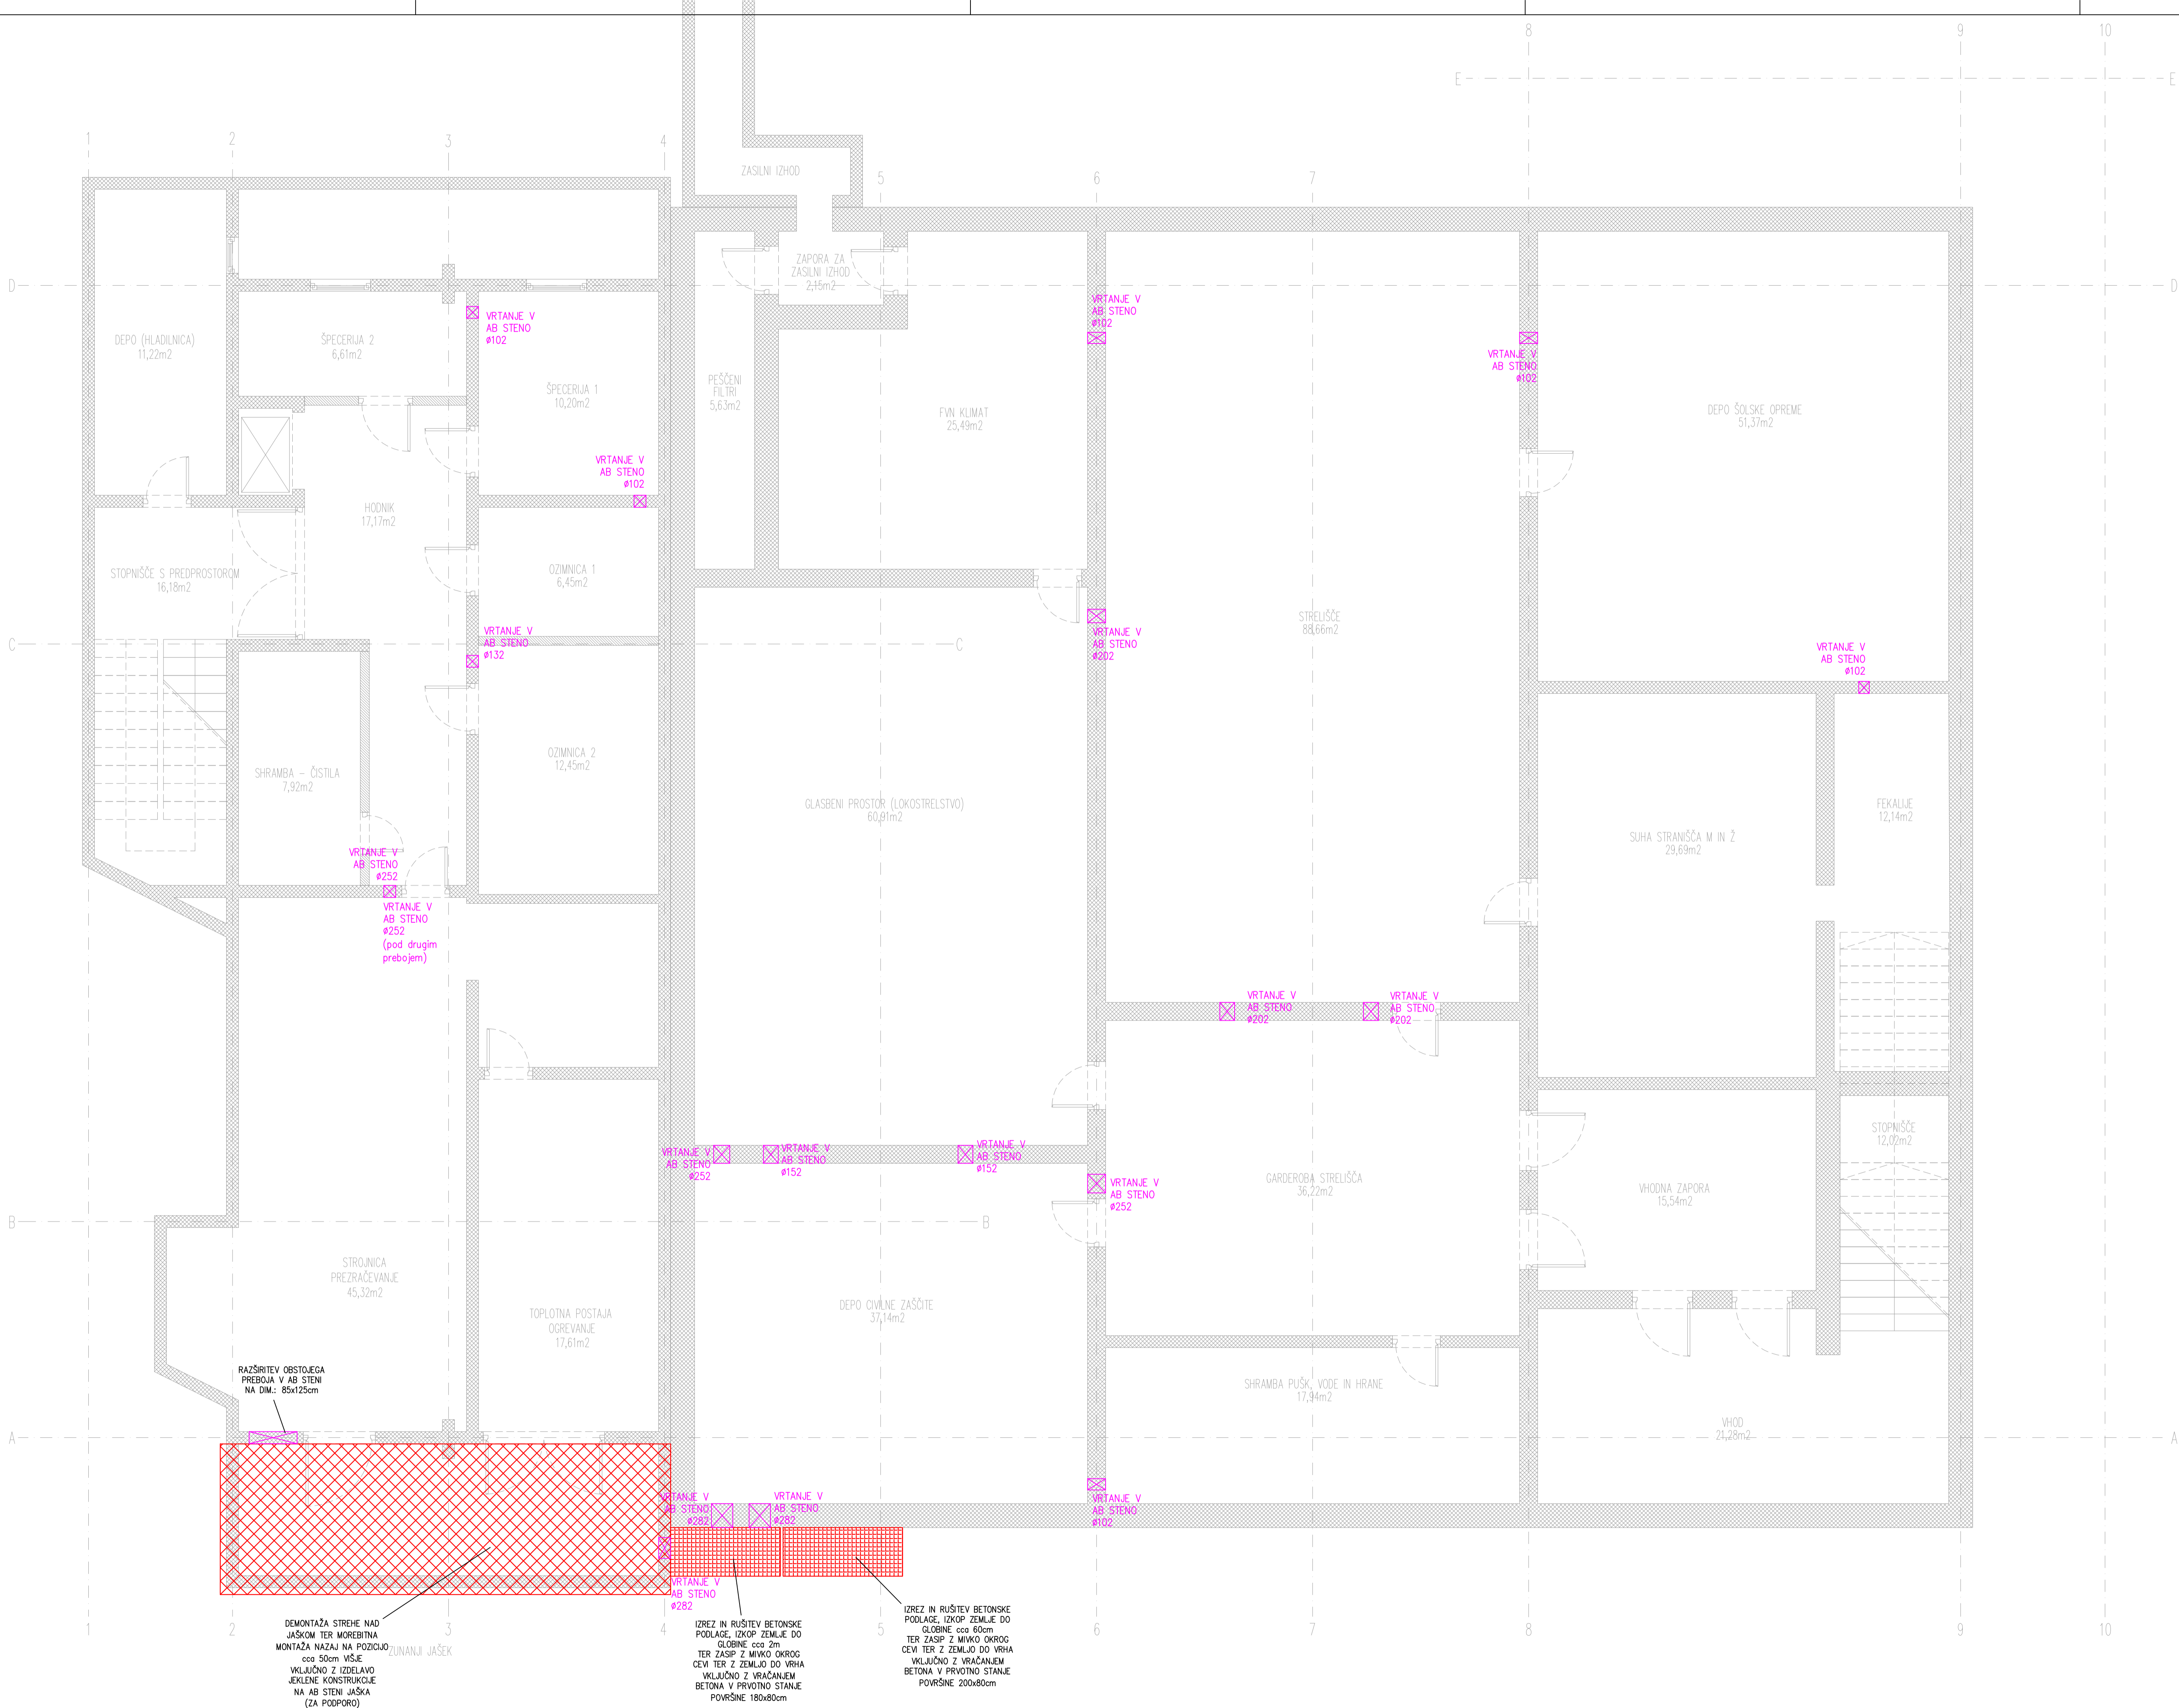 8
9
10
E
E
1
2
3
4
ZASILNI IZHOD
5
6
7
D
D
ZAPORA ZA
ZASILNI IZHOD
2,15m2
VRTANJE V
AB STENO
ø102
VRTANJE V
AB STENO
ø102
VRTANJE V
AB STENO
ø102
DEPO (HLADILNICA)
11,22m2
ŠPECERIJA 2
6,61m2
ŠPECERIJA 1
10,20m2
PEŠČENI
FILTRI
5,63m2
FVN KLIMAT
25,49m2
DEPO ŠOLSKE OPREME
51,37m2
VRTANJE V
AB STENO
ø102
HODNIK
17,17m2
STOPNIŠČE S PREDPROSTOROM
16,18m2
OZIMNICA 1
6,45m2
STRELIŠČE
88,66m2
C
C
VRTANJE V
AB STENO
ø132
VRTANJE V
AB STENO
ø202
VRTANJE V
AB STENO
ø102
OZIMNICA 2
12,45m2
SHRAMBA - ČISTILA
7,92m2
GLASBENI PROSTOR (LOKOSTRELSTVO)
60,91m2
SUHA STRANIŠČA M IN Ž
29,69m2
FEKALIJE
12,14m2
VRTANJE V
AB STENO
ø252
VRTANJE V
AB STENO
ø252
(pod drugim
prebojem)
VRTANJE V
AB STENO
ø202
VRTANJE V
AB STENO
ø202
STOPNIŠČE
12,02m2
VRTANJE V
AB STENO
ø252
VRTANJE V
AB STENO
ø152
VRTANJE V
AB STENO
ø152
VRTANJE V
AB STENO
ø252
GARDEROBA STRELIŠČA
36,22m2
VHODNA ZAPORA
15,54m2
B
B
STROJNICA
PREZRAČEVANJE
45,32m2
TOPLOTNA POSTAJA
OGREVANJE
17,61m2
DEPO CIVILNE ZAŠČITE
37,14m2
RAZŠIRITEV OBSTOJEGA
PREBOJA V AB STENI
NA DIM.: 85x125cm
SHRAMBA PUŠK, VODE IN HRANE
17,94m2
VHOD
21,28m2
A
A
VRTANJE V
AB STENO
ø282
VRTANJE V
AB STENO
ø282
VRTANJE V
AB STENO
ø102
VRTANJE V
AB STENO
ø282
DEMONTAŽA STREHE NAD
JAŠKOM TER MOREBITNA
MONTAŽA NAZAJ NA POZICIJO
cca 50cm VIŠJE
VKLJUČNO Z IZDELAVO
JEKLENE KONSTRUKCIJE
NA AB STENI JAŠKA
(ZA PODPORO)
ZUNANJI JAŠEK
IZREZ IN RUŠITEV BETONSKE
PODLAGE, IZKOP ZEMLJE DO
GLOBINE cca 2m
TER ZASIP Z MIVKO OKROG
CEVI TER Z ZEMLJO DO VRHA
VKLJUČNO Z VRAČANJEM
BETONA V PRVOTNO STANJE
POVRŠINE 180x80cm
IZREZ IN RUŠITEV BETONSKE
PODLAGE, IZKOP ZEMLJE DO
GLOBINE cca 60cm
TER ZASIP Z MIVKO OKROG
CEVI TER Z ZEMLJO DO VRHA
VKLJUČNO Z VRAČANJEM
BETONA V PRVOTNO STANJE
POVRŠINE 200x80cm
1
2
3
4
5
6
7
8
9
10